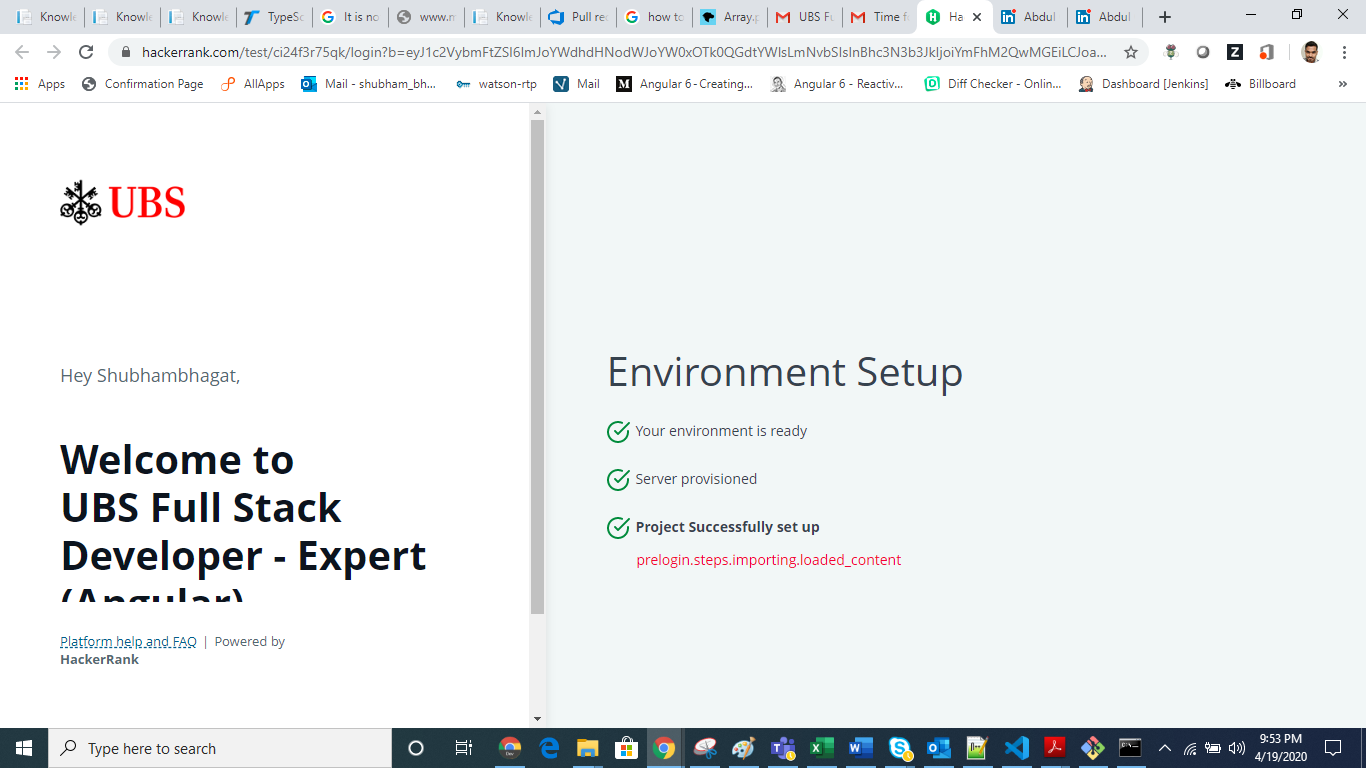 Knowle
Knowle
Knowle
TypeSc
It is no
www.m
Knowle
Pull rec
how to
Array.p
UBS Fu
Time f
Ha
Abdul
Abdul
hackerrank.com/test/ci24f3r75qk/login?b=eyJ1c2VybmFtZSI6ImJoYWdhdHNodWJoYW0xOTk0QGdtYWlsLmNvbSIsInBhc3N3b3JkIjoiYmFhM2QwMGEiLCJoa...
Apps
Confirmation Page
AllApps
Mail - shubham_bh...
watson-rtp
Mail
Angular 6 - Creating...
Angular 6 - Reactiv...
Diff Checker - Onlin...
Dashboard [Jenkins]
Billboard
UBS
Hey Shubhambhagat,
Welcome to
UBS Full Stack
Developer - Expert
(Angular)
Platform help and FAQ | Powered by
HackerRank
Environment Setup
Your environment is ready
Server provisioned
Project Successfully set up
prelogin.steps.importing.loaded_content
Type here to search
9:53 PM
4/19/2020